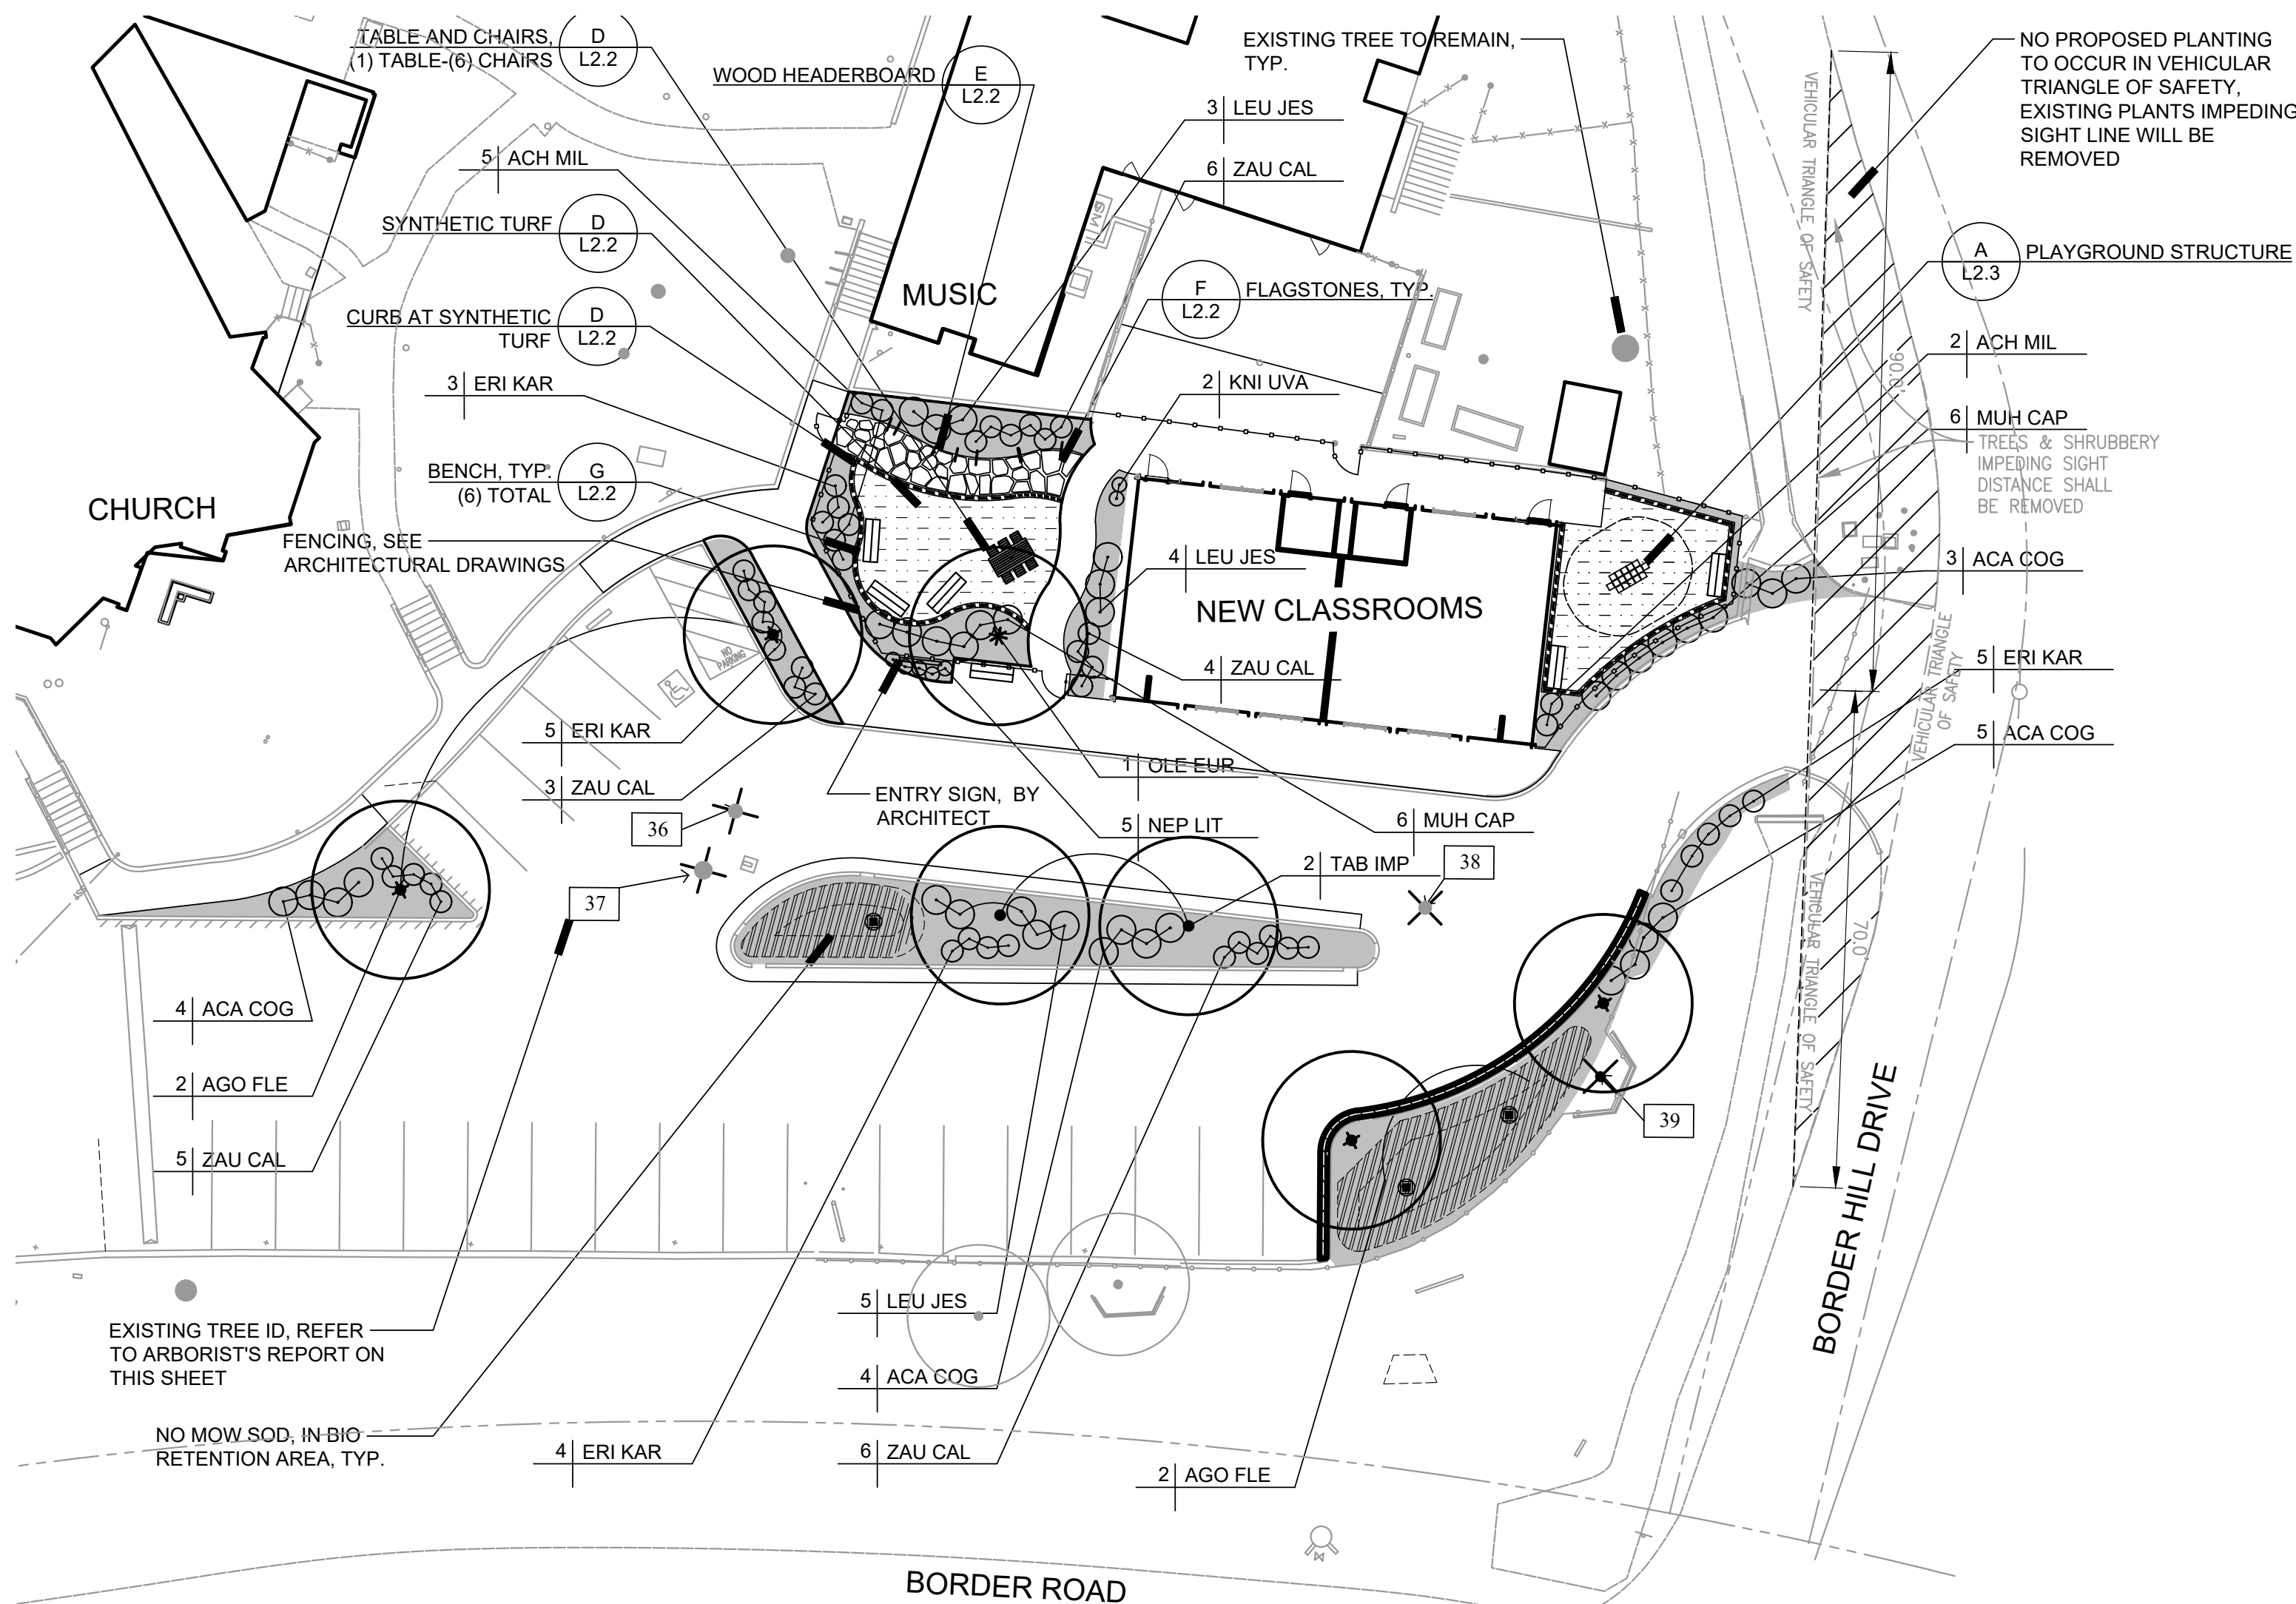 TABLE AND CHAIRS,
(1) TABLE-(6) CHAIRS
D
L2.2
WOOD HEADERBOARD
E
L2.2
EXISTING TREE TO REMAIN,
TYP.
NO PROPOSED PLANTING
TO OCCUR IN VEHICULAR
TRIANGLE OF SAFETY,
EXISTING PLANTS IMPEDING
SIGHT LINE WILL BE
REMOVED
3 LEU JES
5 ACH MIL
6 ZAU CAL
VEHICULAR TRIANGLE OF SAFETY
SYNTHETIC TURF
D
L2.2
A
L2.3
PLAYGROUND STRUCTURE
MUSIC
F
L2.2
FLAGSTONES, TYP.
CURB AT SYNTHETIC
TURF
D
L2.2
2 ACH MIL
90.0'
3 ERI KAR
2 KNI UVA
6 MUH CAP
TREES & SHRUBBERY
IMPEDING SIGHT
DISTANCE SHALL
BE REMOVED
BENCH, TYP.
(6) TOTAL
G
L2.2
CHURCH
FENCING, SEE
ARCHITECTURAL DRAWINGS
4 LEU JES
3 ACA COG
NEW CLASSROOMS
NO
PARKING
VEHICULAR TRIANGLE
OF SAFETY
4 ZAU CAL
5 ERI KAR
5 ERI KAR
5 ACA COG
1 OLE EUR
3 ZAU CAL
ENTRY SIGN, BY
ARCHITECT
36
5 NEP LIT
6 MUH CAP
2 TAB IMP
38
37
VEHICULAR TRIANGLE OF SAFETY
70.0'
4 ACA COG
2 AGO FLE
39
5 ZAU CAL
BORDER HILL DRIVE
5 LEU JES
EXISTING TREE ID, REFER
TO ARBORIST'S REPORT ON
THIS SHEET
4 ACA COG
NO MOW SOD, IN BIO
RETENTION AREA, TYP.
4 ERI KAR
6 ZAU CAL
2 AGO FLE
BORDER ROAD